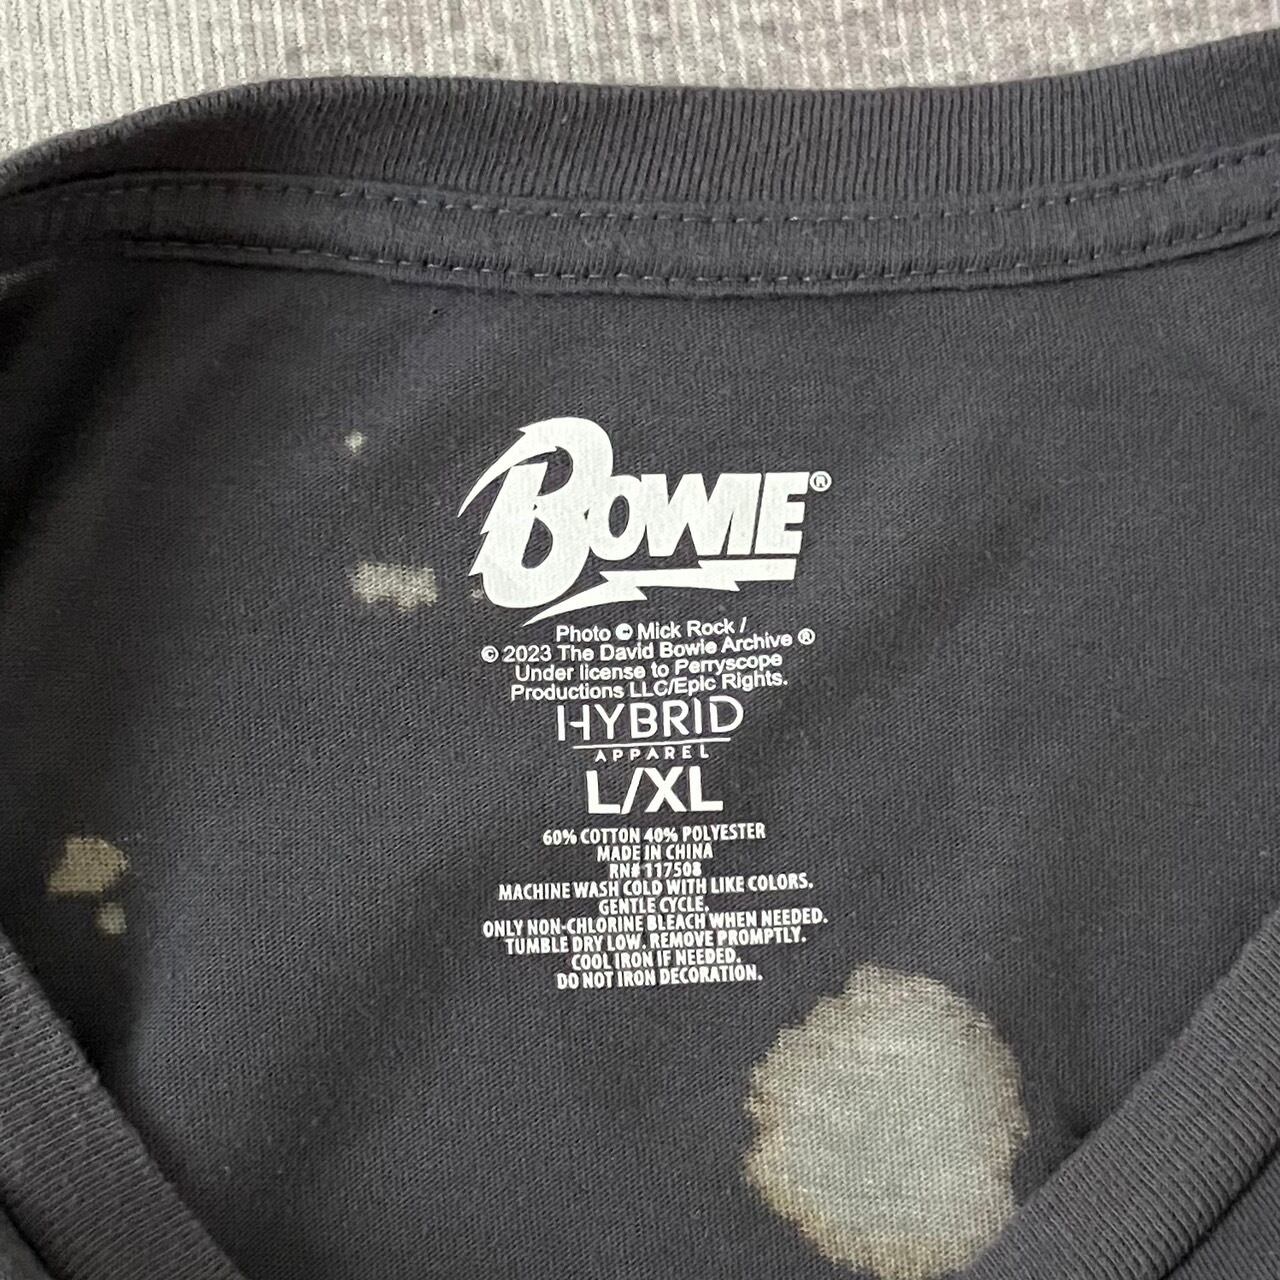 BOWIE®
Photo © Mick Rock /
© 2023 The David Bowie Archive ®
Under license to Perryscope
Productions LLC/Epic Rights.
HYBRID
APPAREL
L/XL
60% COTTON 40% POLYESTER
MADE IN CHINA
RN# 117508
MACHINE WASH COLD WITH LIKE COLORS.
GENTLE CYCLE.
ONLY NON-CHLORINE BLEACH WHEN NEEDED.
TUMBLE DRY LOW. REMOVE PROMPTLY.
COOL IRON IF NEEDED.
DO NOT IRON DECORATION.